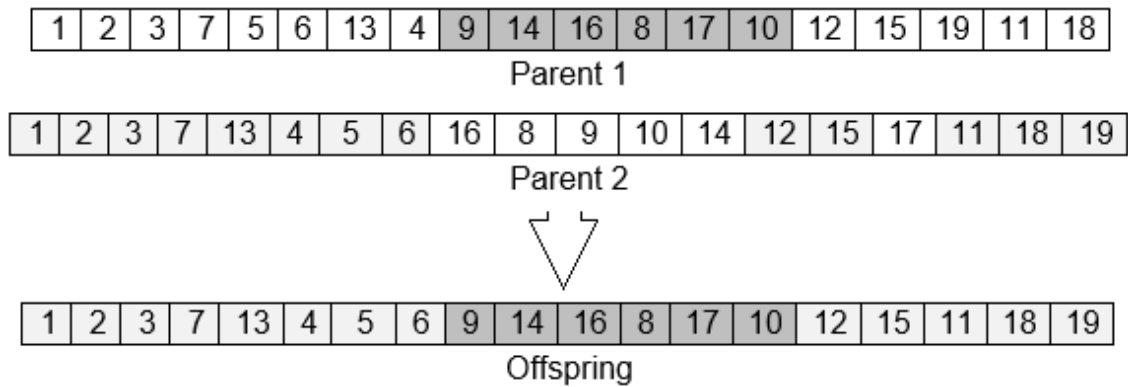 1 2 3 7 5 6 13 4 9 14 16 8 17 10 12 15 19 11 18
Parent 1
1 2 3 7 13 4 5 6 16 8 9 10 14 12 15 17 11 18 19
Parent 2
1 2 3 7 13 4 5 6 9 14 16 8 17 10 12 15 11 18 19
Offspring